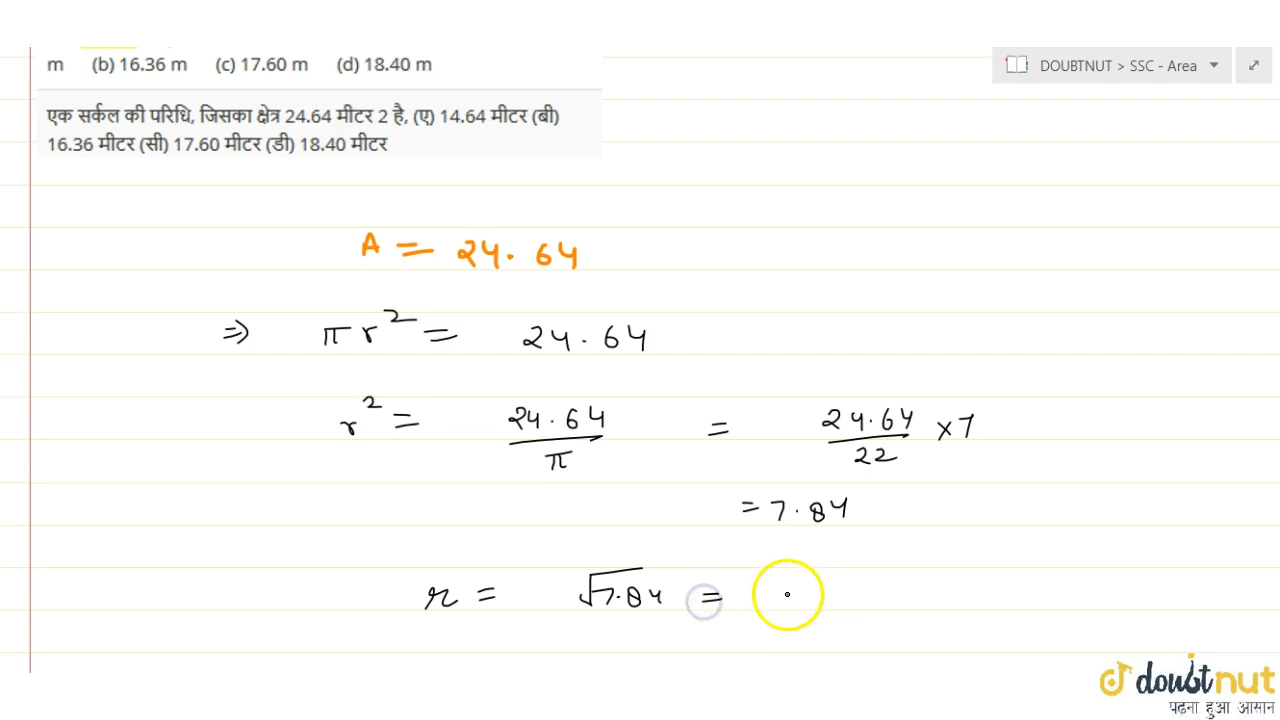 m (b) 16.36 m (c) 17.60 m (d) 18.40 m
DOUBTNUT > SSC - Area
एक सर्कल की परिधि, जिसका क्षेत्र 24.64 मीटर 2 है, (ए) 14.64 मीटर (बी)
16.36 मीटर (सी) 17.60 मीटर (डी) 18.40 मीटर
A = 24.64
⇒ πr² = 24.64
r² = 24.64/π = 24.64/22 × 7
= 7.84
r = √7.84 =
doubtnut
पढ़ना हुआ आसान